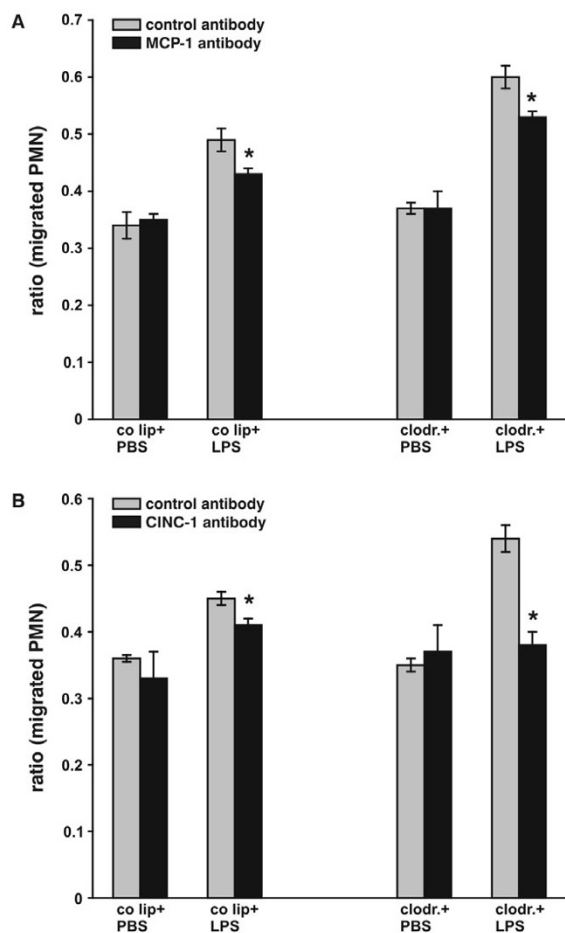 A
control antibody
MCP-1 antibody
ratio (migrated PMN)
0.7
0.6
0.5
0.4
0.3
0.2
0.1
0
*
*
co lip+
PBS
co lip+
LPS
clodr.+
PBS
clodr.+
LPS
B
control antibody
CINC-1 antibody
ratio (migrated PMN)
0.6
0.5
0.4
0.3
0.2
0.1
0
*
*
co lip+
PBS
co lip+
LPS
clodr.+
PBS
clodr.+
LPS